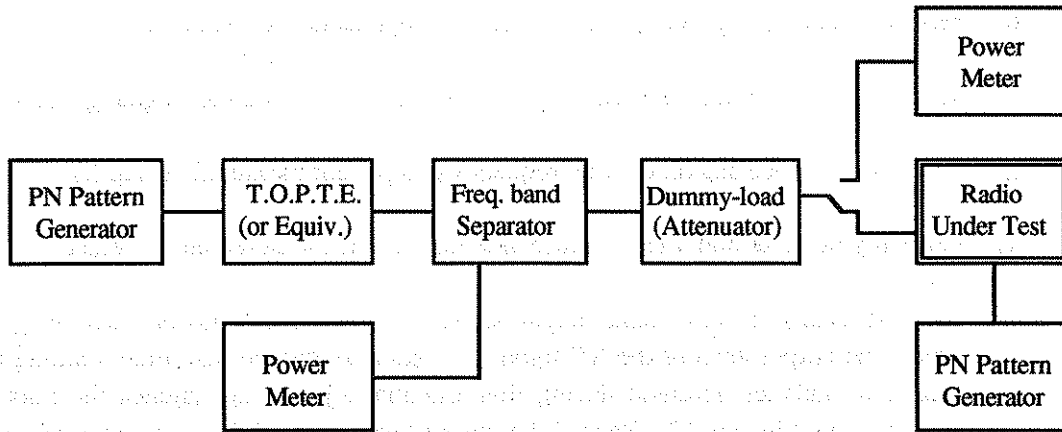 Power
Meter
PN Pattern
Generator
T.O.P.T.E.
(or Equiv.)
Freq. band
Separator
Dummy-load
(Attenuator)
Radio
Under Test
Power
Meter
PN Pattern
Generator